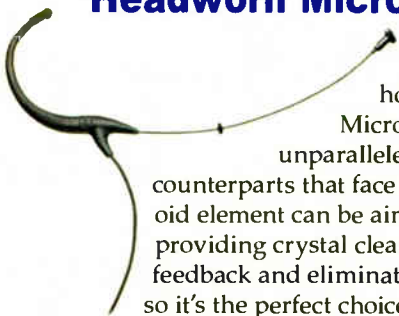 Headworn Micro
ho
Micro
unparallele
counterparts that face
oid element can be air
providing crystal clea
feedback and eliminat
so it's the perfect choice